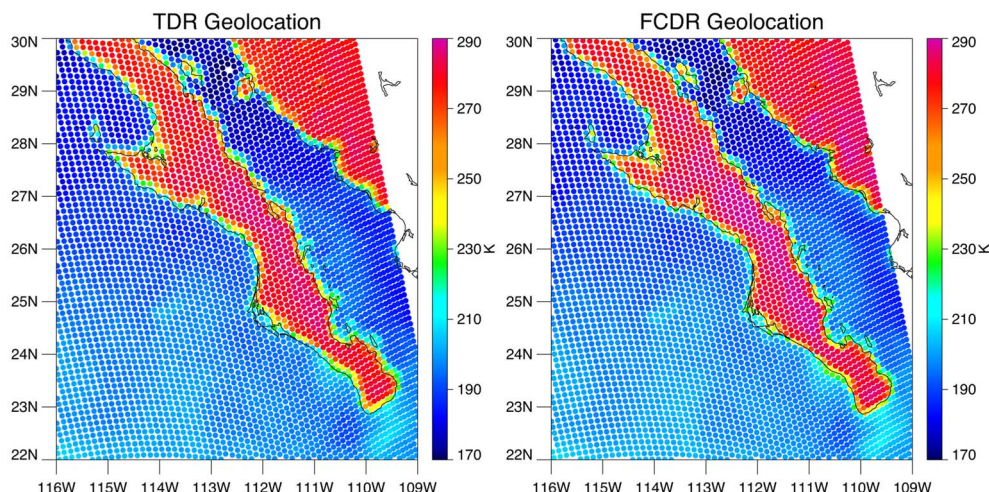 TDR Geolocation
FCDR Geolocation
30N
29N
28N
27N
26N
25N
24N
23N
22N
116W 115W 114W 113W 112W 111W 110W 109W
290
270
250
230
210
190
170
K
30N
29N
28N
27N
26N
25N
24N
23N
22N
116W 115W 114W 113W 112W 111W 110W 109W
290
270
250
230
210
190
170
K